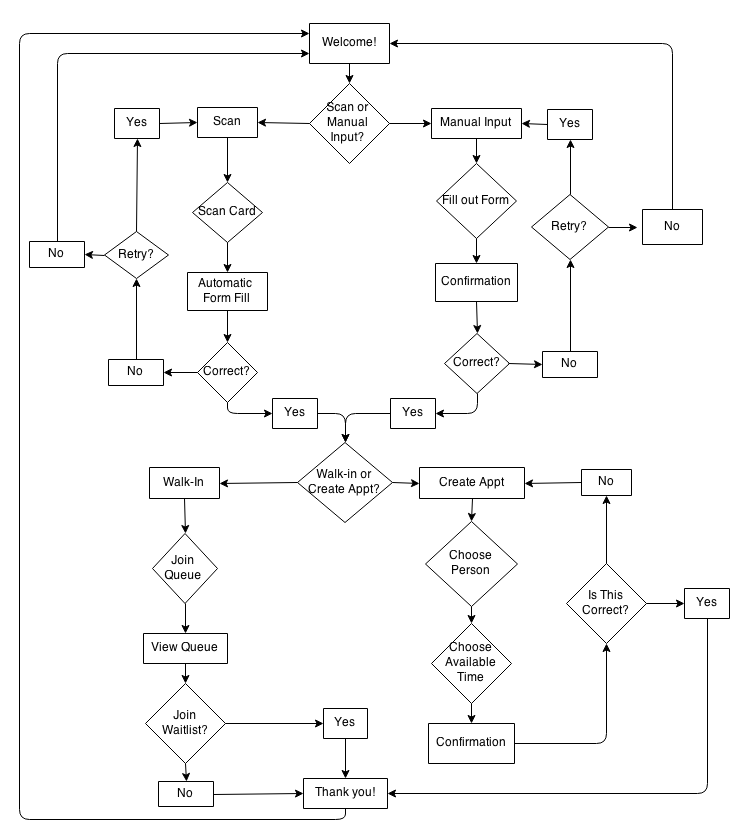 Welcome!
Scan or
Manual
Input?
Yes
Scan
Manual Input
Yes
Scan Card
Fill out Form
Retry?
No
Retry?
No
Automatic
Form Fill
Confirmation
No
Correct?
Correct?
No
Yes
Yes
Walk-In
Walk-in or
Create Appt?
Create Appt
No
Join
Queue
Choose
Person
Is This
Correct?
Yes
View Queue
Choose
Available
Time
Join
Waitlist?
Yes
Confirmation
No
Thank you!